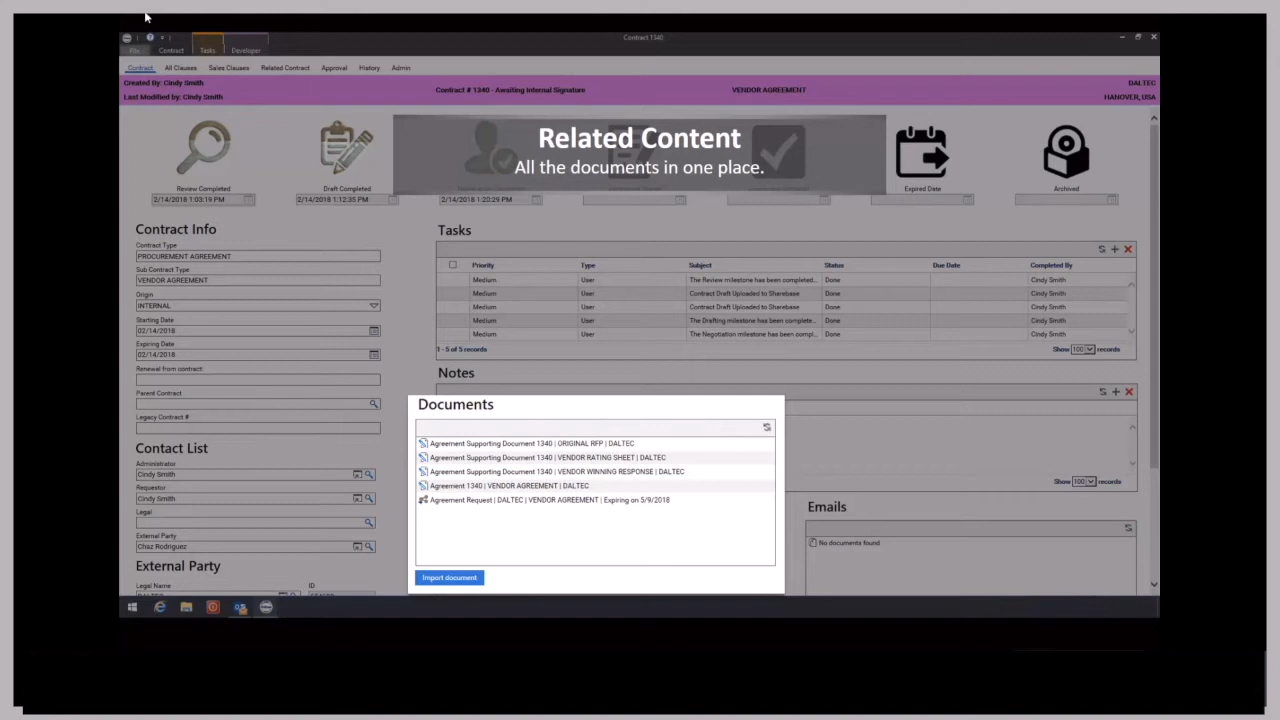 Contract 1340
File Contract Tasks Developer
Contract All Clauses Sales Clauses Related Contract Approval History Admin
Created By: Cindy Smith
DALTEC
Contract # 1340 - Awaiting Internal Signature
VENDOR AGREEMENT
Last Modified by: Cindy Smith
HANOVER, USA
Related Content
All the documents in one place.
Review Completed
Draft Completed
Expired Date
Archived
2/14/2018 1:03:19 PM
2/14/2018 1:12:35 PM
2/14/2018 1:20:29 PM
Contract Info
Contract Type
PROCUREMENT AGREEMENT
Sub Contract Type
VENDOR AGREEMENT
Origin
INTERNAL
Starting Date
02/14/2018
Expiring Date
02/14/2018
Renewal from contract:
Parent Contract
Legacy Contract #
Contact List
Administrator
Cindy Smith
Requestor
Cindy Smith
Legal
External Party
Chaz Rodriguez
External Party
Legal Name
ID
DALTEC
Tasks
Priority Type Subject Status Due Date Completed By
Medium User The Review milestone has been completed... Done Cindy Smith
Medium User Contract Draft Uploaded to Sharebase Done Cindy Smith
Medium User Contract Draft Uploaded to Sharebase Done Cindy Smith
Medium User The Drafting milestone has been complete... Done Cindy Smith
Medium User The Negotiation milestone has been compl... Done Cindy Smith
1 - 5 of 5 records
Show 100 records
Notes
Show 100 records
Documents
Agreement Supporting Document 1340 | ORIGINAL RFP | DALTEC
Agreement Supporting Document 1340 | VENDOR RATING SHEET | DALTEC
Agreement Supporting Document 1340 | VENDOR WINNING RESPONSE | DALTEC
Agreement 1340 | VENDOR AGREEMENT | DALTEC
Agreement Request | DALTEC | VENDOR AGREEMENT | Expiring on 5/9/2018
Import document
Emails
No documents found